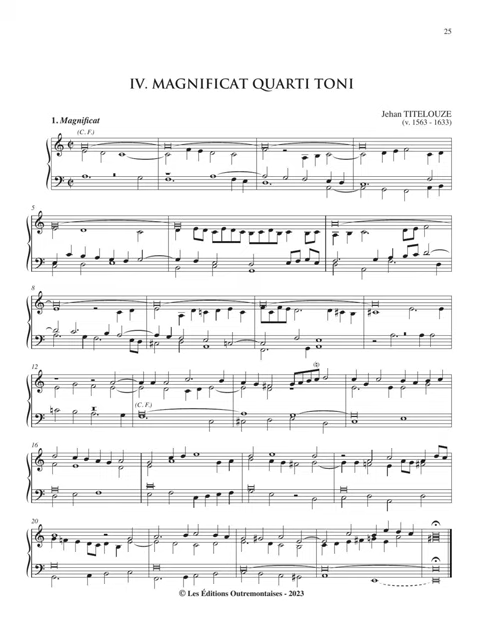 25
IV. MAGNIFICAT QUARTI TONI
Jehan TITELOUZE
(v. 1563 - 1633)
1. Magnificat
(C. F.)
5
8
12
(C. F.)
16
20
© Les Éditions Outremontaises - 2023